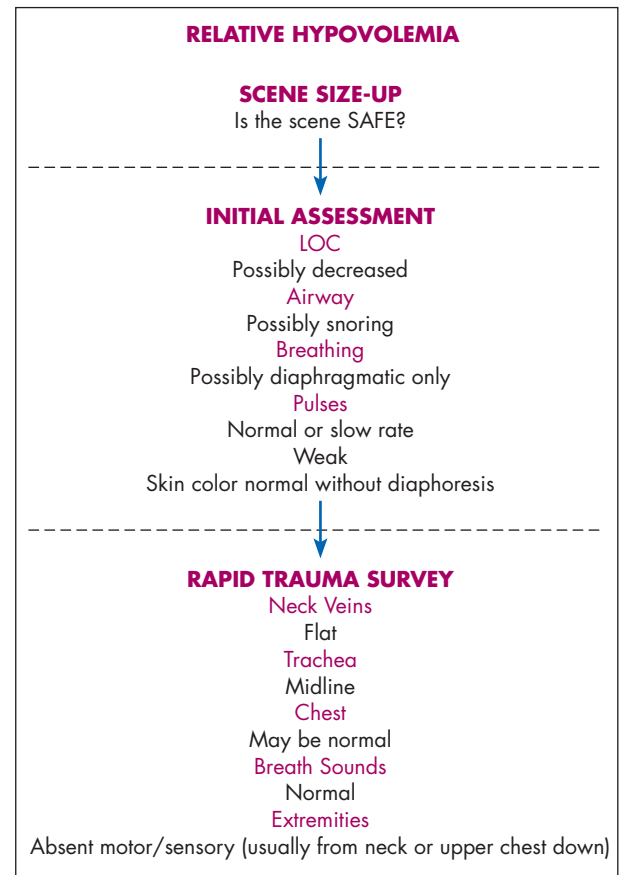 RELATIVE HYPOVOLEMIA
SCENE SIZE-UP
Is the scene SAFE?
INITIAL ASSESSMENT
LOC
Possibly decreased
Airway
Possibly snoring
Breathing
Possibly diaphragmatic only
Pulses
Normal or slow rate
Weak
Skin color normal without diaphoresis
RAPID TRAUMA SURVEY
Neck Veins
Flat
Trachea
Midline
Chest
May be normal
Breath Sounds
Normal
Extremities
Absent motor/sensory (usually from neck or upper chest down)